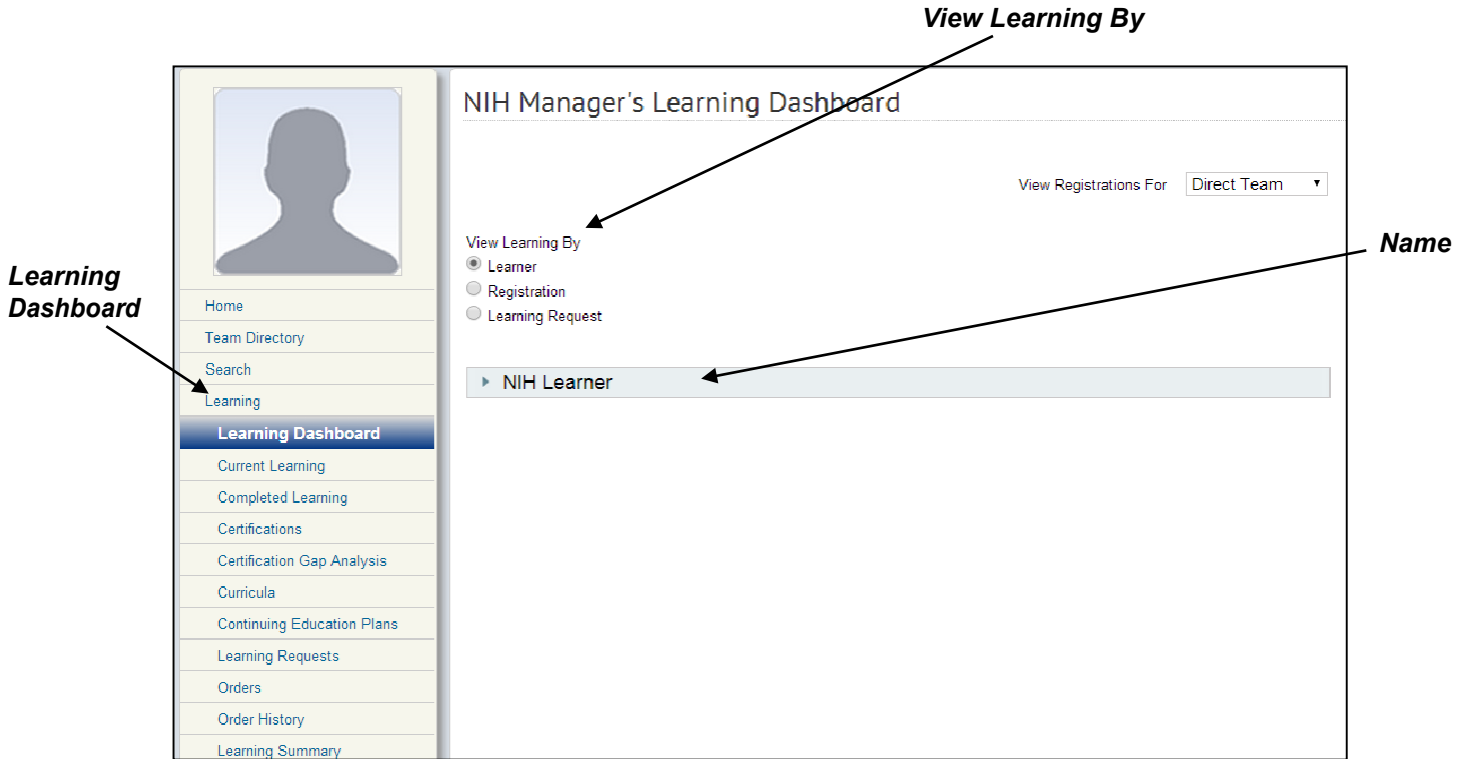 View Learning By
NIH Manager's Learning Dashboard
View Registrations For Direct Team
View Learning By
Learner
Registration
Learning Request
Name
NIH Learner
Learning
Dashboard
Home
Team Directory
Search
Learning
Learning Dashboard
Current Learning
Completed Learning
Certifications
Certification Gap Analysis
Curricula
Continuing Education Plans
Learning Requests
Orders
Order History
Learning Summary